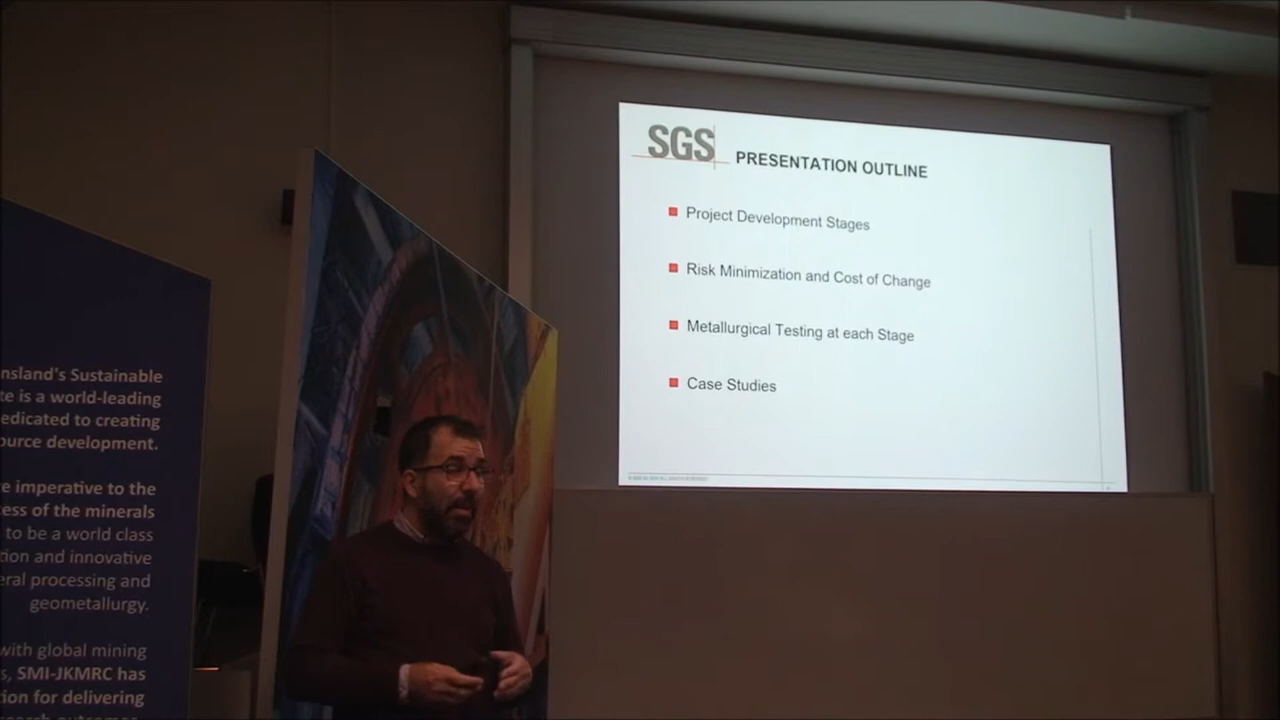 nsland's Sustainable
te is a world-leading
edicated to creating
ource development.
e imperative to the
ess of the minerals
to be a world class
tion and innovative
eral processing and
geometallurgy.
with global mining
s, SMI-JKMRC has
tion for delivering
SGS
PRESENTATION OUTLINE
Project Development Stages
Risk Minimization and Cost of Change
Metallurgical Testing at each Stage
Case Studies